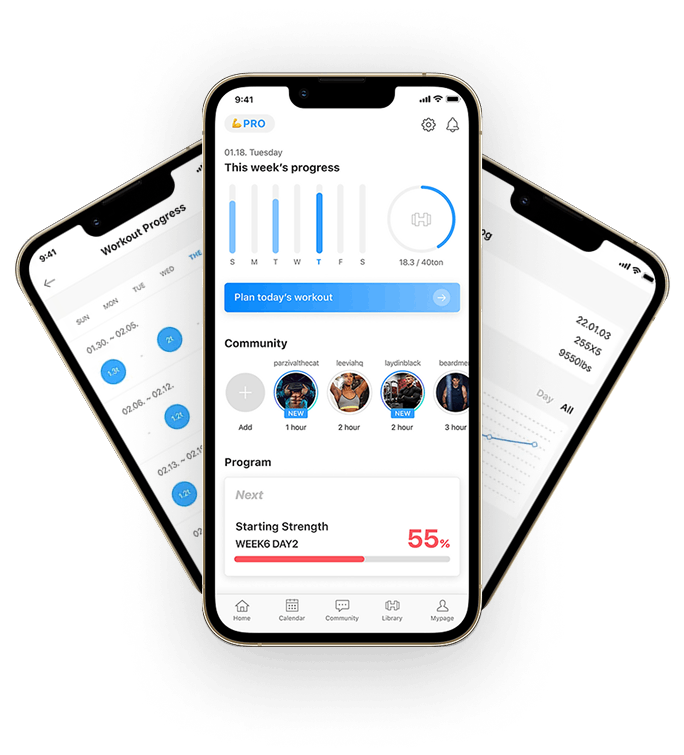 9:41
PRO
01.18. Tuesday
This week's progress
S M T W T F S
18.3 / 40ton
Plan today's workout
Community
parzivalthecat leeviahq laydinblack beardme
NEW NEW
Add 1 hour 2 hour 2 hour 3 hour
Program
Next
Starting Strength
WEEK6 DAY2
55%
Home Calendar Community Library Mypage
9:41
Workout Progress
SUN MON TUE WED THE
01.30. ~ 02.05.
1.3t 2t
02.06. ~ 02.12.
1.2t
02.13. ~ 02.19
1.2t
02
og
22.01.03
255X5
9550lbs
Day All